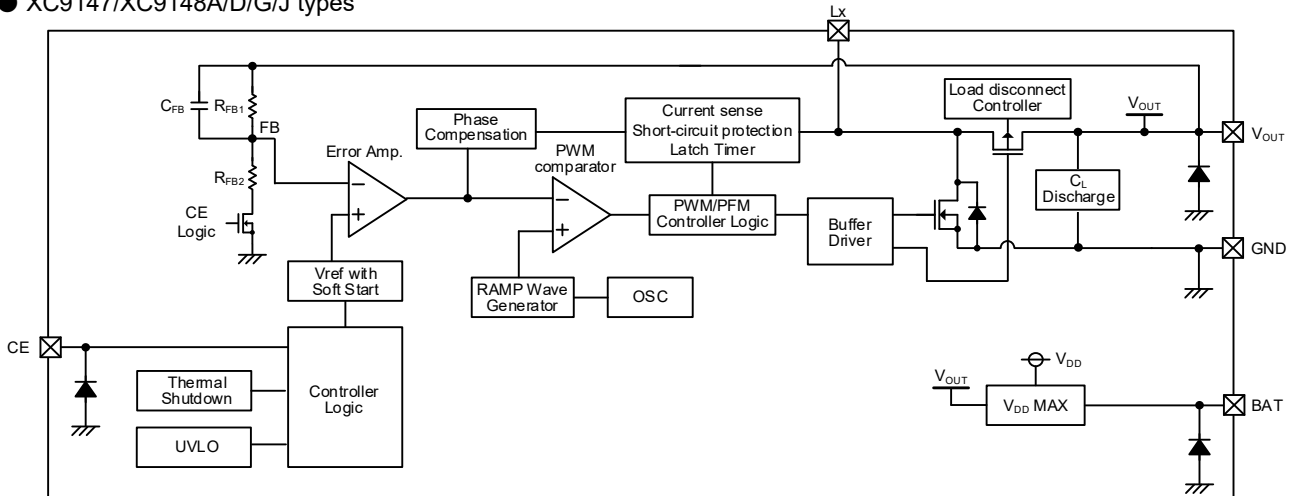 ● XC9147/XC9148A/D/G/J types
Lx
CFB
RFB1
FB
RFB2
CE
Logic
Error Amp.
Phase
Compensation
PWM
comparator
Current sense
Short-circuit protection
Latch Timer
PWM/PFM
Controller Logic
Buffer
Driver
Load disconnect
Controller
VOUT
VOUT
CL
Discharge
GND
Vref with
Soft Start
RAMP Wave
Generator
OSC
CE
Thermal
Shutdown
UVLO
Controller
Logic
VDD
VOUT
VDD MAX
BAT